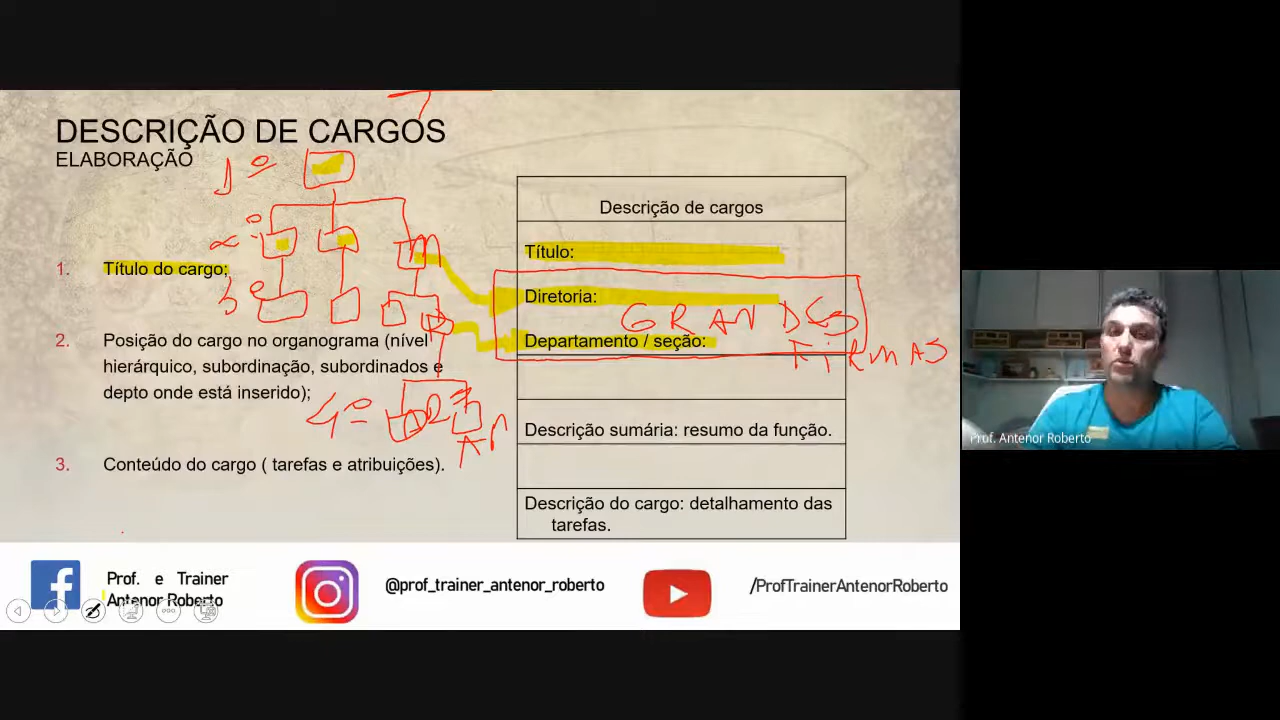 DESCRIÇÃO DE CARGOS
ELABORAÇÃO
1º
2º
3º
4º
1. Título do cargo;
2. Posição do cargo no organograma (nível
hierárquico, subordinação, subordinados e
depto onde está inserido);
3. Conteúdo do cargo ( tarefas e atribuições).
Descrição de cargos
Título:
Diretoria:
GRANDES
Departamento / seção:
FiRMAS
Descrição sumária: resumo da função.
Descrição do cargo: detalhamento das
tarefas.
Prof. e Trainer
Antenor Roberto
@prof_trainer_antenor_roberto
/ProfTrainerAntenorRoberto
Prof. Antenor Roberto